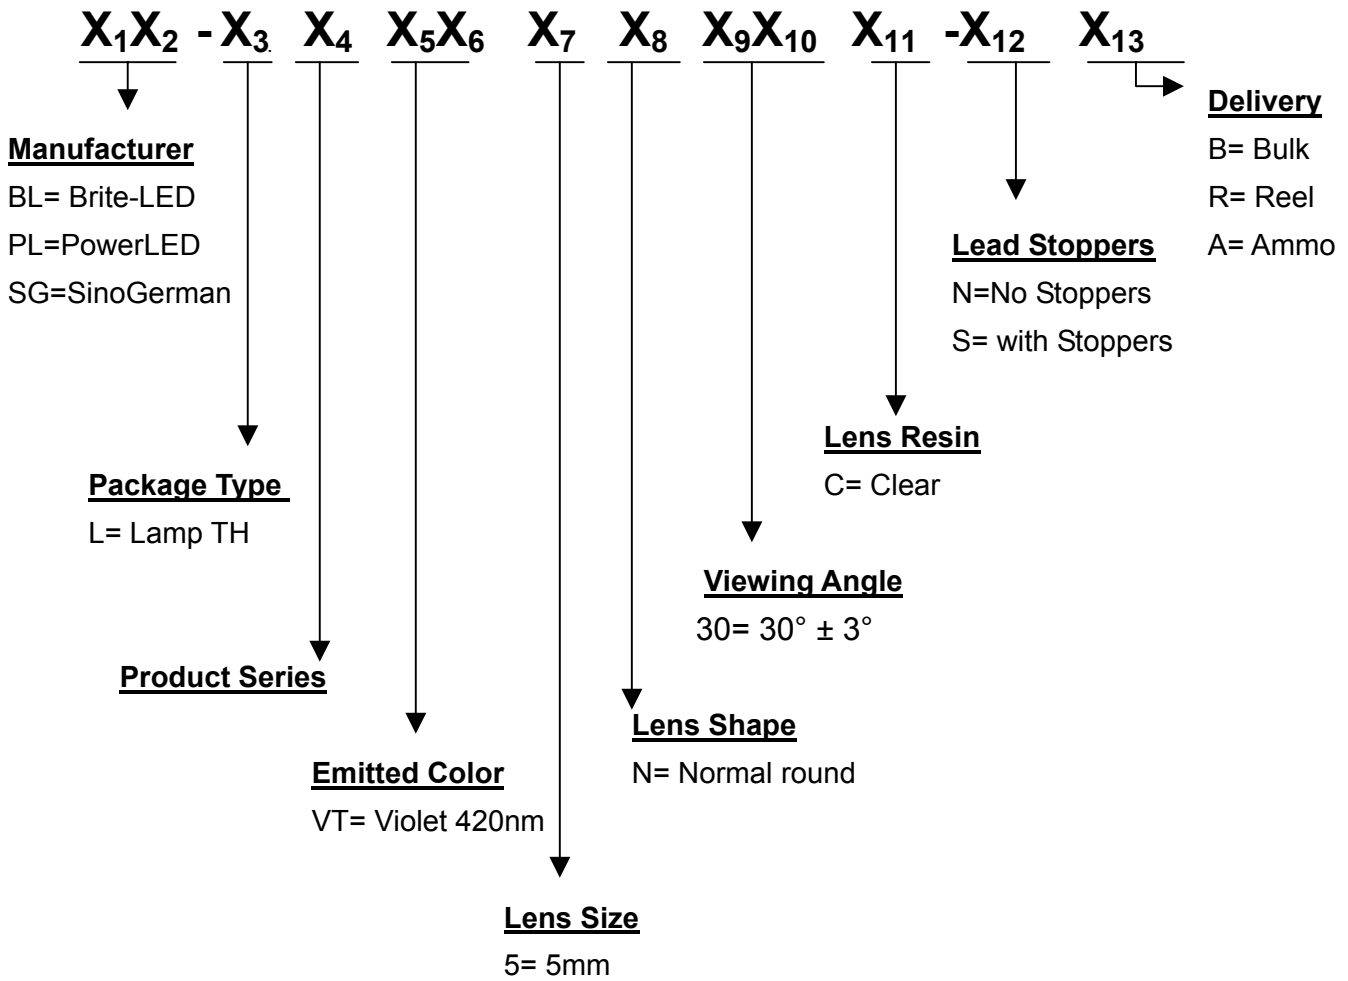 X₁X₂ - X₃ X₄ X₅X₆ X₇ X₈ X₉X₁₀ X₁₁ -X₁₂ X₁₃
Manufacturer
BL= Brite-LED
PL=PowerLED
SG=SinoGerman
Package Type
L= Lamp TH
Product Series
Emitted Color
VT= Violet 420nm
Lens Size
5= 5mm
Lens Shape
N= Normal round
Viewing Angle
30= 30° ± 3°
Lens Resin
C= Clear
Lead Stoppers
N=No Stoppers
S= with Stoppers
Delivery
B= Bulk
R= Reel
A= Ammo